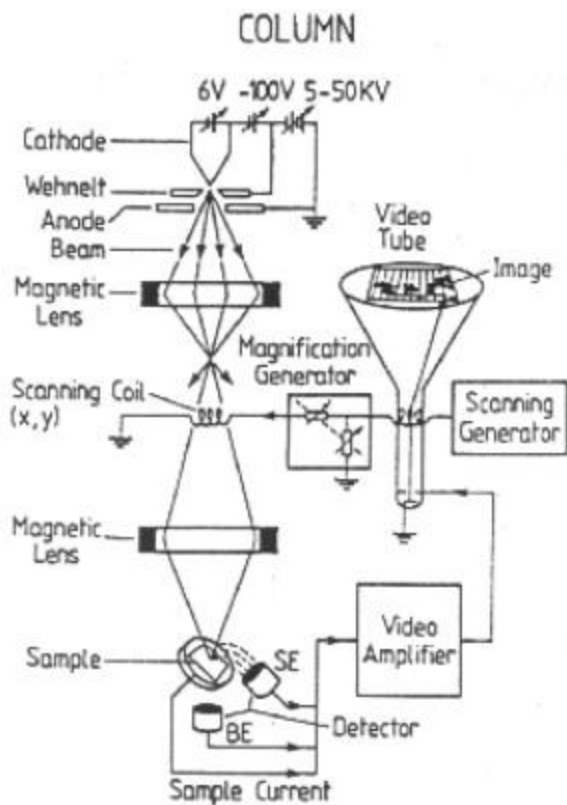 COLUMN
6V -100V 5-50KV
Cathode
Wehnelt
Anode
Beam
Magnetic
Lens
Video
Tube
Image
Magnification
Generator
Scanning Coil
(x,y)
Scanning
Generator
Magnetic
Lens
Sample
SE
BE
Detector
Video
Amplifier
Sample Current